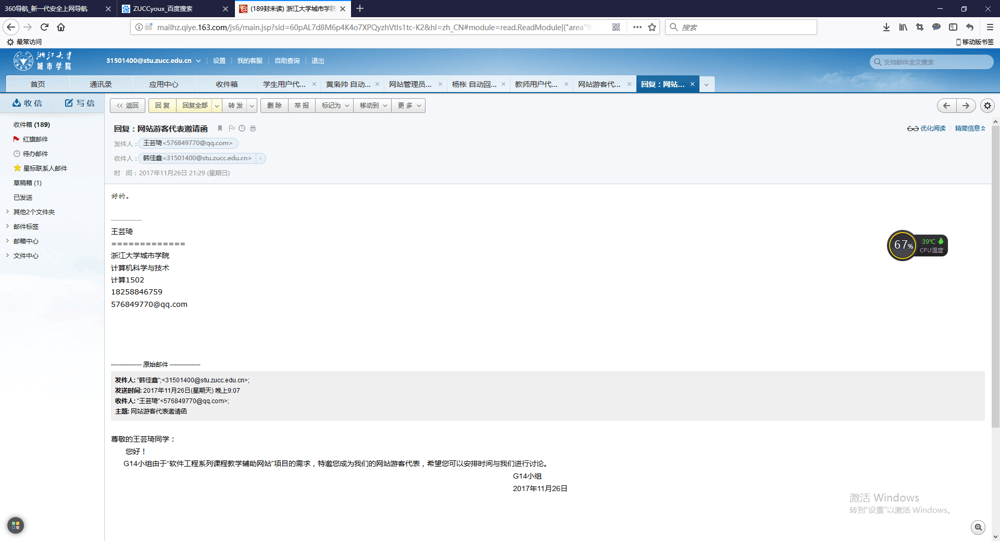 360导航_新一代安全上网导航
ZUCCyoux_百度搜索
(189封未读) 浙江大学城市学院
mailhz.qiye.163.com/js6/main.jsp?sid=60pAL7d8M6p4K4o7XPQyzhVtIs1tc-K2&hl=zh_CN#module=read.ReadModule|{"area"%
搜索
最常访问
移动版书签
浙江大学
城市学院
31501400@stu.zucc.edu.cn
设置
我的客服
自助查询
退出
支持邮件全文搜索
首页
通讯录
应用中心
收件箱
学生用户代...
黄枭帅 自动...
网站管理员...
杨枨 自动回...
教师用户代...
网站游客代...
回复：网站...
收信
写信
<< 返回
回复
回复全部
转发
删除
举报
标记为
移动到
更多
收件箱 (189)
红旗邮件
待办邮件
星标联系人邮件
草稿箱 (1)
已发送
其他2个文件夹
邮件标签
邮箱中心
文件中心
回复：网站游客代表邀请函
优化阅读
精简信息
发件人：王芸琦<576849770@qq.com>
收件人：韩佳鑫<31501400@stu.zucc.edu.cn> +
时 间：2017年11月26日 21:29 (星期日)
好的。
------------------
王芸琦
=============
浙江大学城市学院
计算机科学与技术
计算1502
18258846759
576849770@qq.com
67%
39℃
CPU温度
------------------ 原始邮件 ------------------
发件人: "韩佳鑫";<31501400@stu.zucc.edu.cn>;
发送时间: 2017年11月26日(星期天) 晚上9:07
收件人: "王芸琦"<576849770@qq.com>;
主题: 网站游客代表邀请函
尊敬的王芸琦同学：
您好！
G14小组由于“软件工程系列课程教学辅助网站”项目的需求，特邀您成为我们的网站游客代表，希望您可以安排时间与我们进行讨论。
G14小组
2017年11月26日
激活 Windows
转到“设置”以激活 Windows。